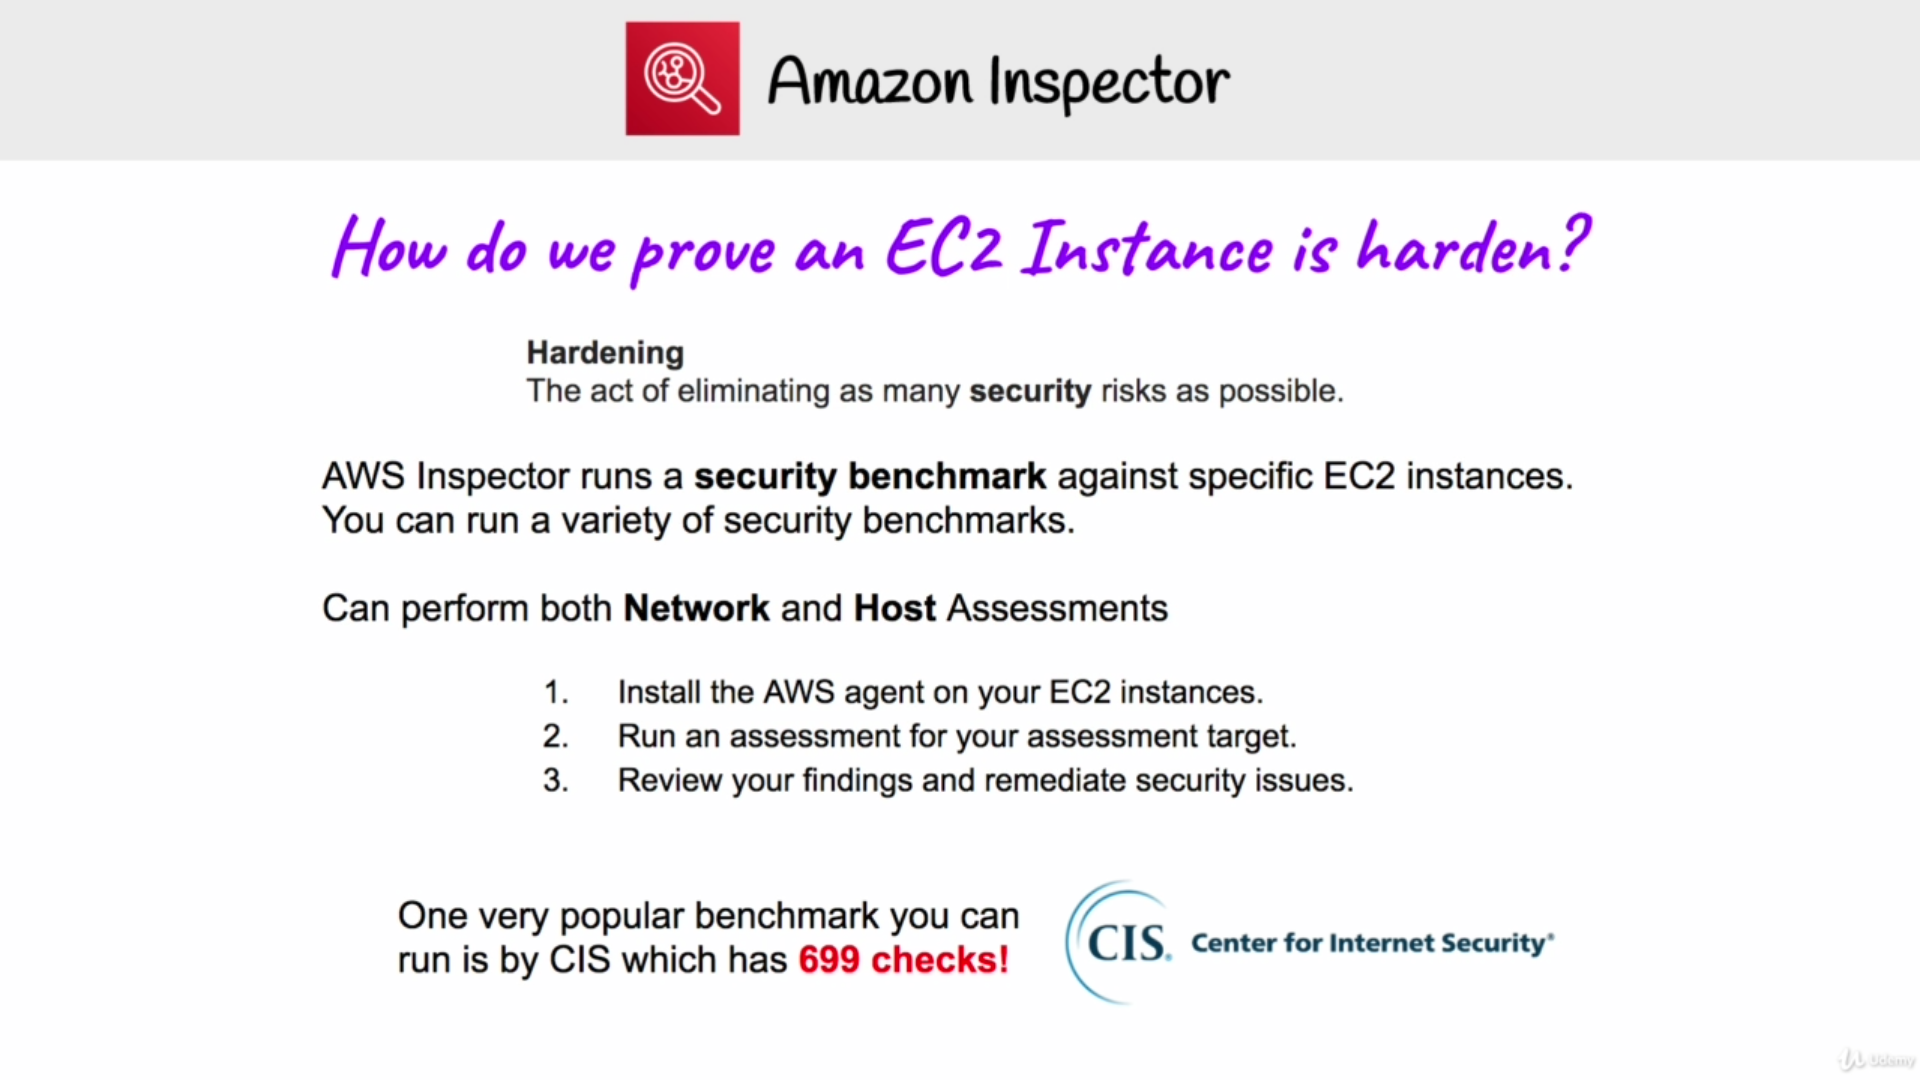 Amazon Inspector
How do we prove an EC2 Instance is harden?
Hardening
The act of eliminating as many security risks as possible.
AWS Inspector runs a security benchmark against specific EC2 instances.
You can run a variety of security benchmarks.
Can perform both Network and Host Assessments
1. Install the AWS agent on your EC2 instances.
2. Run an assessment for your assessment target.
3. Review your findings and remediate security issues.
One very popular benchmark you can
run is by CIS which has 699 checks!
CIS. Center for Internet Security®
Udemy